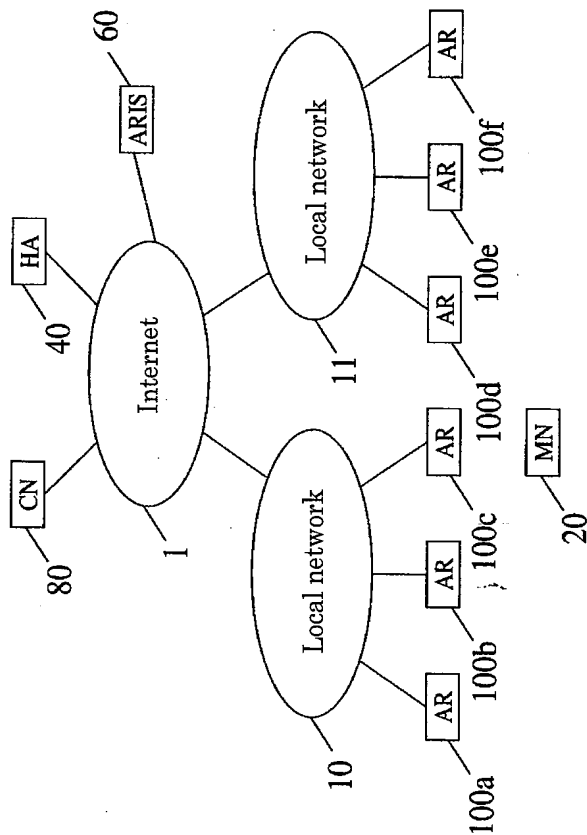 60
ARIS
HA
40
CN
80
Internet
1
Local network
11
Local network
10
AR
100f
AR
100e
AR
100d
AR
100c
AR
100b
AR
100a
MN
20